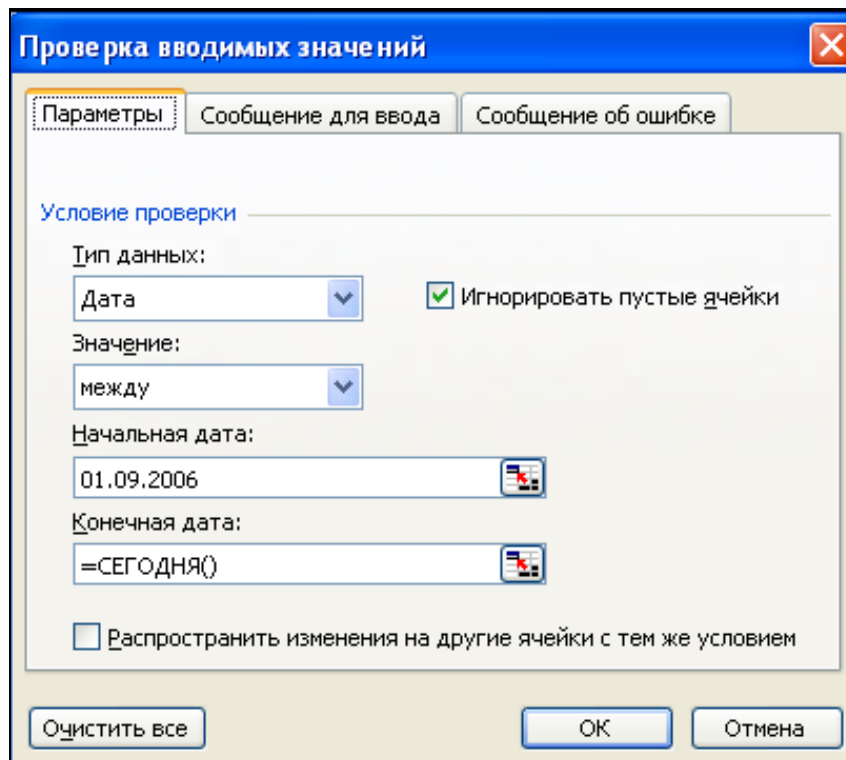 Проверка вводимых значений
Параметры Сообщение для ввода Сообщение об ошибке
Условие проверки
Тип данных:
Дата Игнорировать пустые ячейки
Значение:
между
Начальная дата:
01.09.2006
Конечная дата:
=СЕГОДНЯ()
Распространить изменения на другие ячейки с тем же условием
Очистить все ОК Отмена